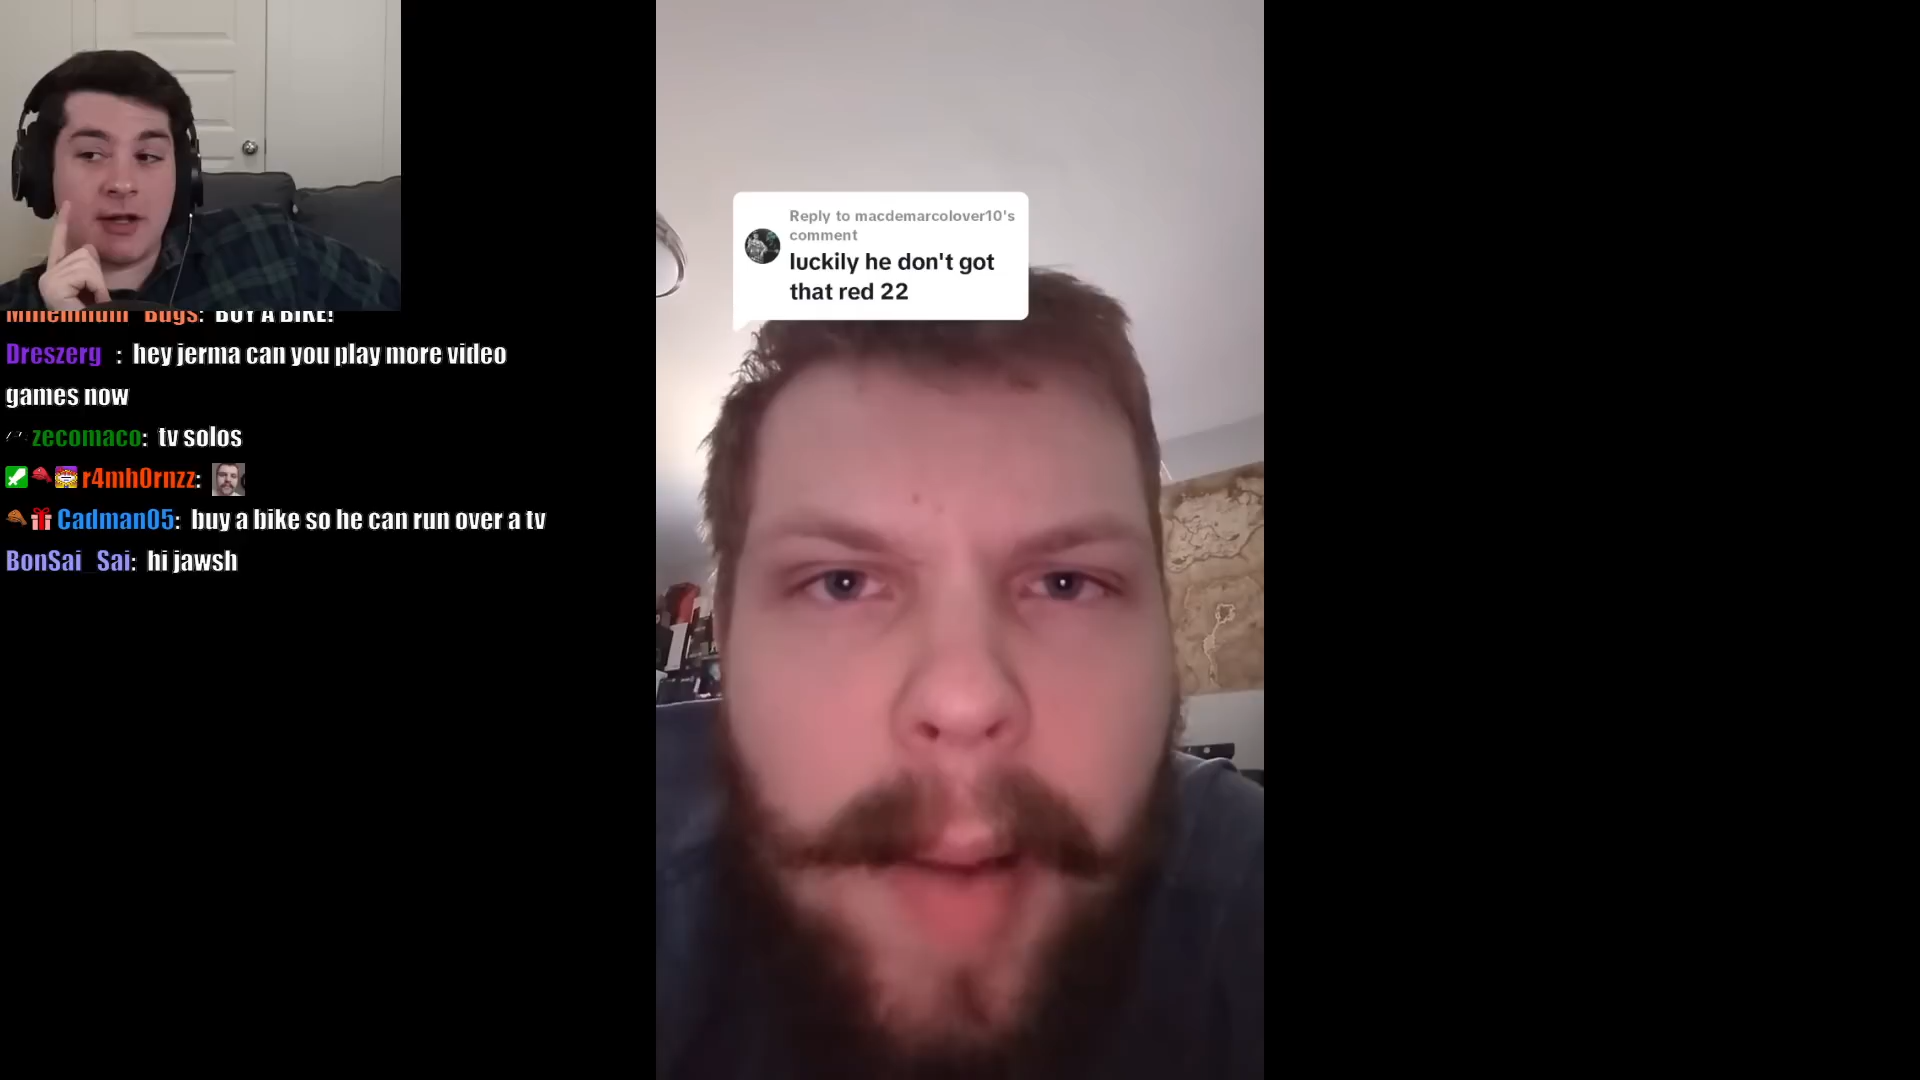 Reply to macdemarcolover10's
comment
luckily he don't got
that red 22
Millennium_Bugs: BUY A BIKE!
Dreszerg : hey jerma can you play more video
games now
zecomaco: tv solos
r4mh0rnzz:
Cadman05: buy a bike so he can run over a tv
BonSai_Sai: hi jawsh